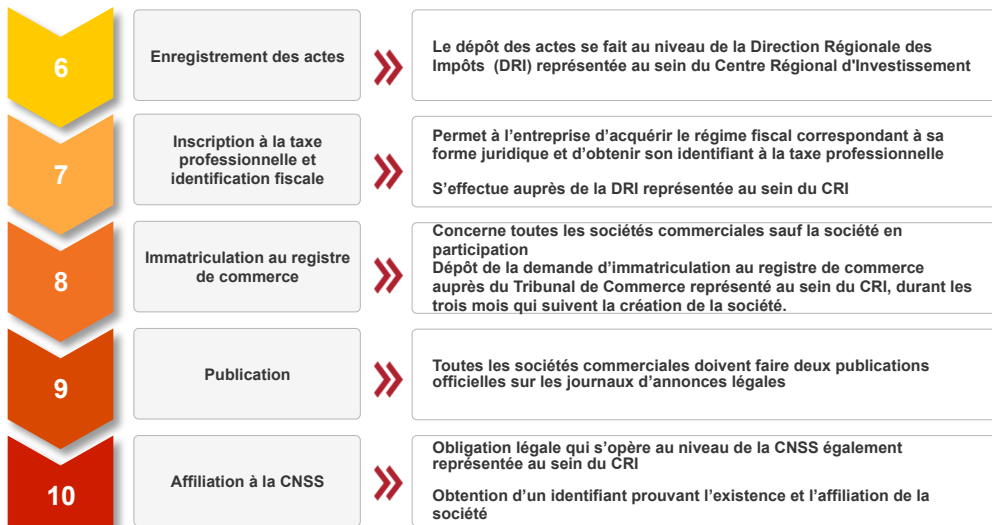 6
Enregistrement des actes
Le dépôt des actes se fait au niveau de la Direction Régionale des
Impôts (DRI) représentée au sein du Centre Régional d'Investissement
7
Inscription à la taxe
professionnelle et
identification fiscale
Permet à l’entreprise d’acquérir le régime fiscal correspondant à sa
forme juridique et d’obtenir son identifiant à la taxe professionnelle
S’effectue auprès de la DRI représentée au sein du CRI
8
Immatriculation au registre
de commerce
Concerne toutes les sociétés commerciales sauf la société en
participation
Dépôt de la demande d’immatriculation au registre de commerce
auprès du Tribunal de Commerce représenté au sein du CRI, durant les
trois mois qui suivent la création de la société.
9
Publication
Toutes les sociétés commerciales doivent faire deux publications
officielles sur les journaux d’annonces légales
10
Affiliation à la CNSS
Obligation légale qui s’opère au niveau de la CNSS également
représentée au sein du CRI
Obtention d’un identifiant prouvant l’existence et l’affiliation de la
société